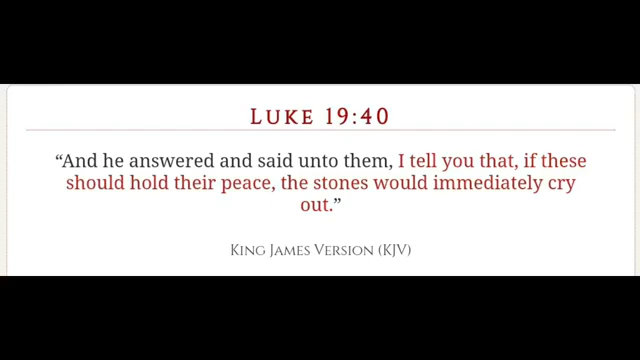 Luke 19:40
“And he answered and said unto them, I tell you that, if these
should hold their peace, the stones would immediately cry
out.”
King James Version (KJV)